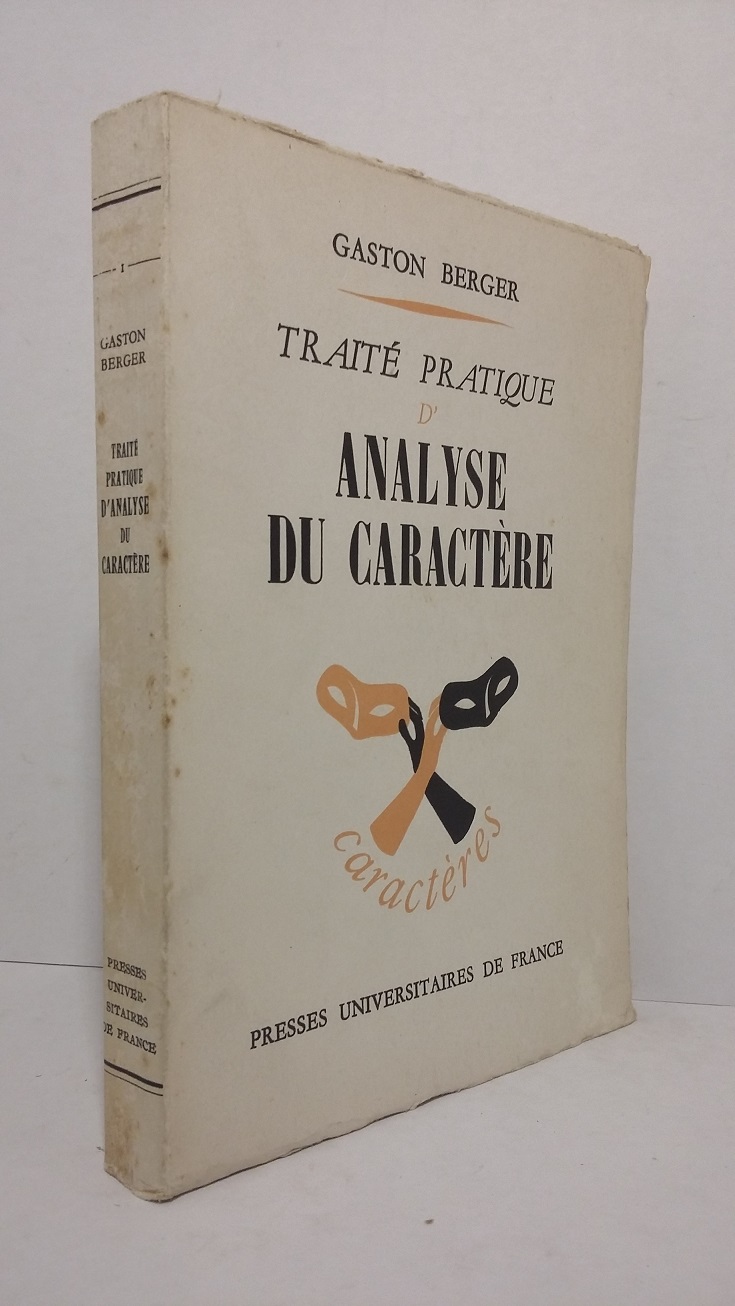 GASTON BERGER
TRAITÉ PRATIQUE
D'
ANALYSE
DU CARACTÈRE
caractères
PRESSES UNIVERSITAIRES DE FRANCE
1
GASTON
BERGER
TRAITÉ
PRATIQUE
D'ANALYSE
DU
CARACTÈRE
PRESSES
UNIVER-
SITAIRES
DE FRANCE